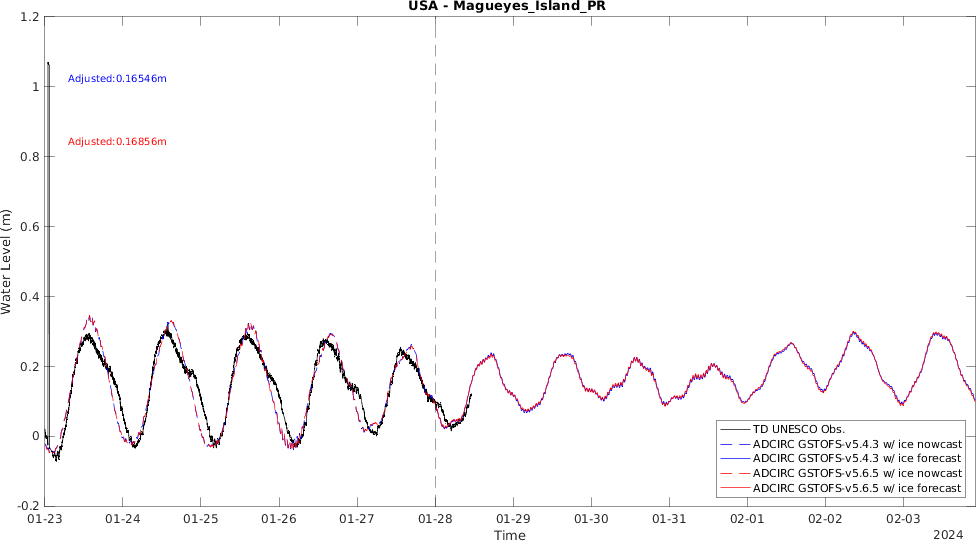 USA - Magueyes_Island_PR
1.2
1
0.8
0.6
0.4
0.2
0
-0.2
Water Level (m)
Adjusted:0.16546m
Adjusted:0.16856m
TD UNESCO Obs.
ADCIRC GSTOFS-v5.4.3 w/ ice nowcast
ADCIRC GSTOFS-v5.4.3 w/ ice forecast
ADCIRC GSTOFS-v5.6.5 w/ ice nowcast
ADCIRC GSTOFS-v5.6.5 w/ ice forecast
01-23 01-24 01-25 01-26 01-27 01-28 01-29 01-30 01-31 02-01 02-02 02-03
Time
2024